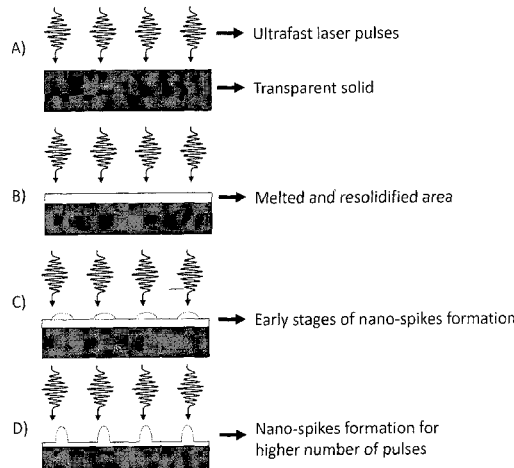 A)
Ultrafast laser pulses
Transparent solid
B)
Melted and resolidified area
C)
Early stages of nano-spikes formation
D)
Nano-spikes formation for
higher number of pulses